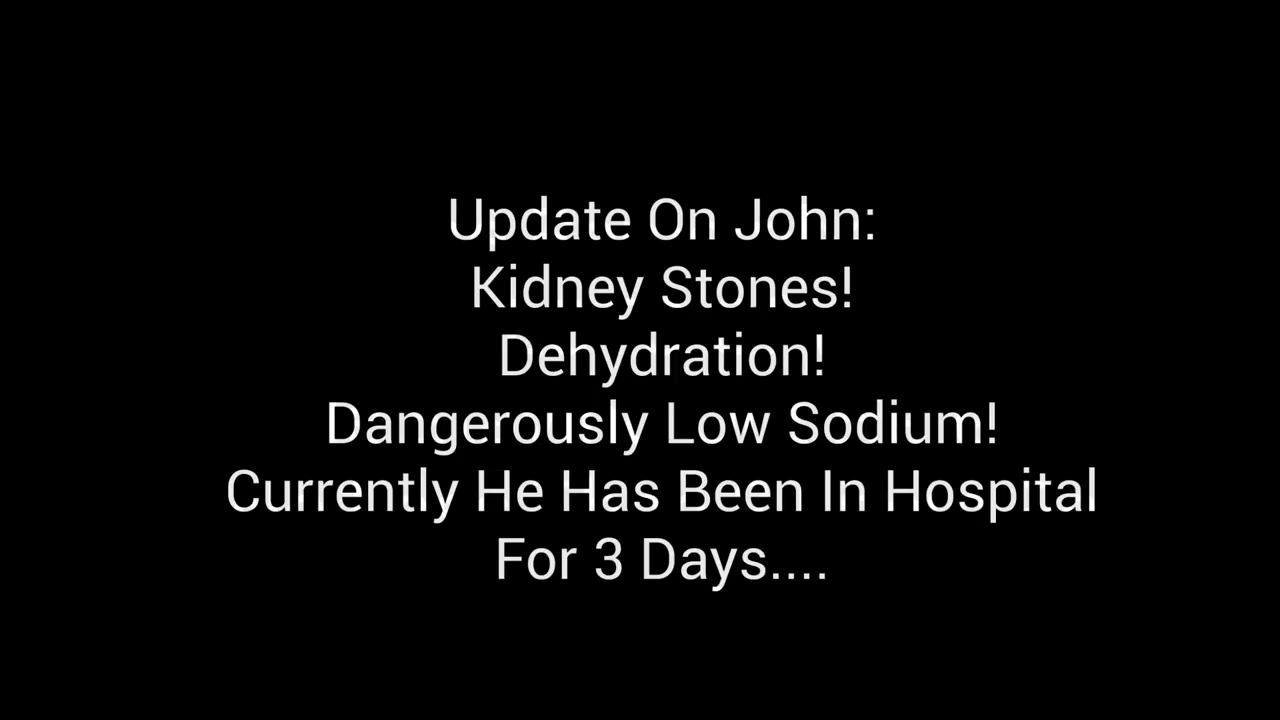 Update On John:
Kidney Stones!
Dehydration!
Dangerously Low Sodium!
Currently He Has Been In Hospital
For 3 Days....